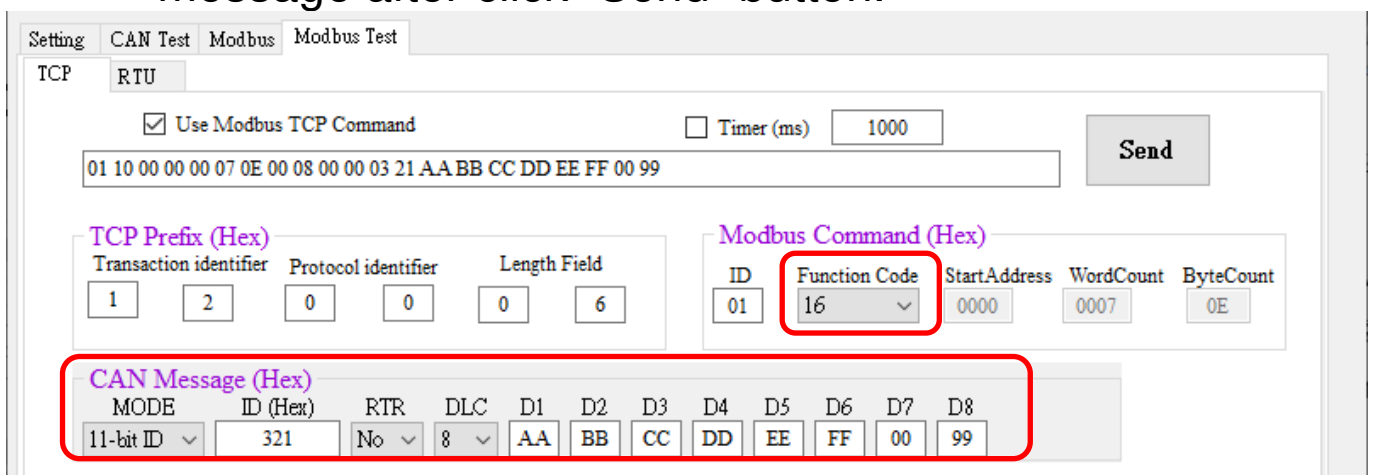 Message after click "Send" button.
Setting CAN Test Modbus Modbus Test
TCP RTU
Use Modbus TCP Command Timer (ms) 1000 Send
01 10 00 00 00 07 0E 00 08 00 00 03 21 AA BB CC DD EE FF 00 99
TCP Prefix (Hex) Modbus Command (Hex)
Transaction identifier Protocol identifier Length Field ID Function Code StartAddress WordCount ByteCount
1 2 0 0 0 6 01 16 0000 0007 0E
CAN Message (Hex)
MODE ID (Hex) RTR DLC D1 D2 D3 D4 D5 D6 D7 D8
11-bit ID 321 No 8 AA BB CC DD EE FF 00 99